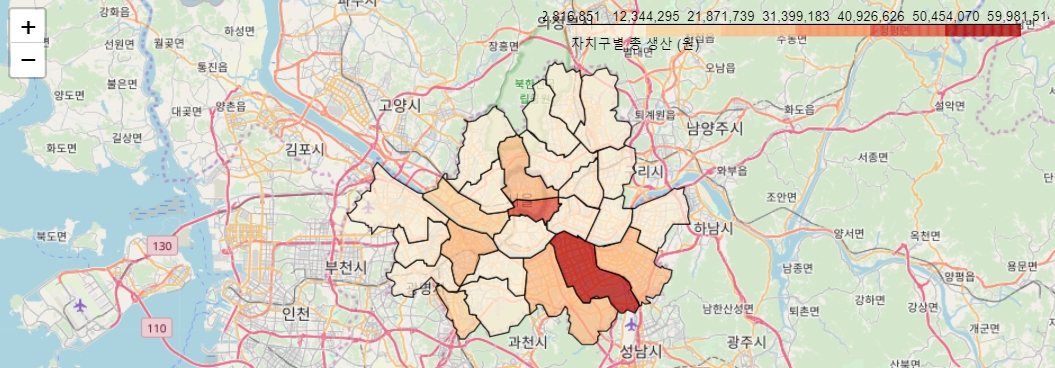 +
−
2,816,851 12,344,295 21,871,739 31,399,183 40,926,626 50,454,070 59,981,51
자치구별 총 생산 (원)
강화읍
하성면
선원면
월곶면
장흥면
수동면
통진읍
불은면
양도면
양촌읍
대곶면
고양시
오남읍
퇴계원읍
화도읍
설악면
길상면
화도면
김포시
남양주시
서종면
와부읍
리시
조안면
북도면
하남시
양서면
옥천면
130
부천시
남종면
양평읍
용문면
광명
인천
남한산성면
퇴촌면
강하면
강상면
110
과천시
성남시
광주시
개군면
산북면